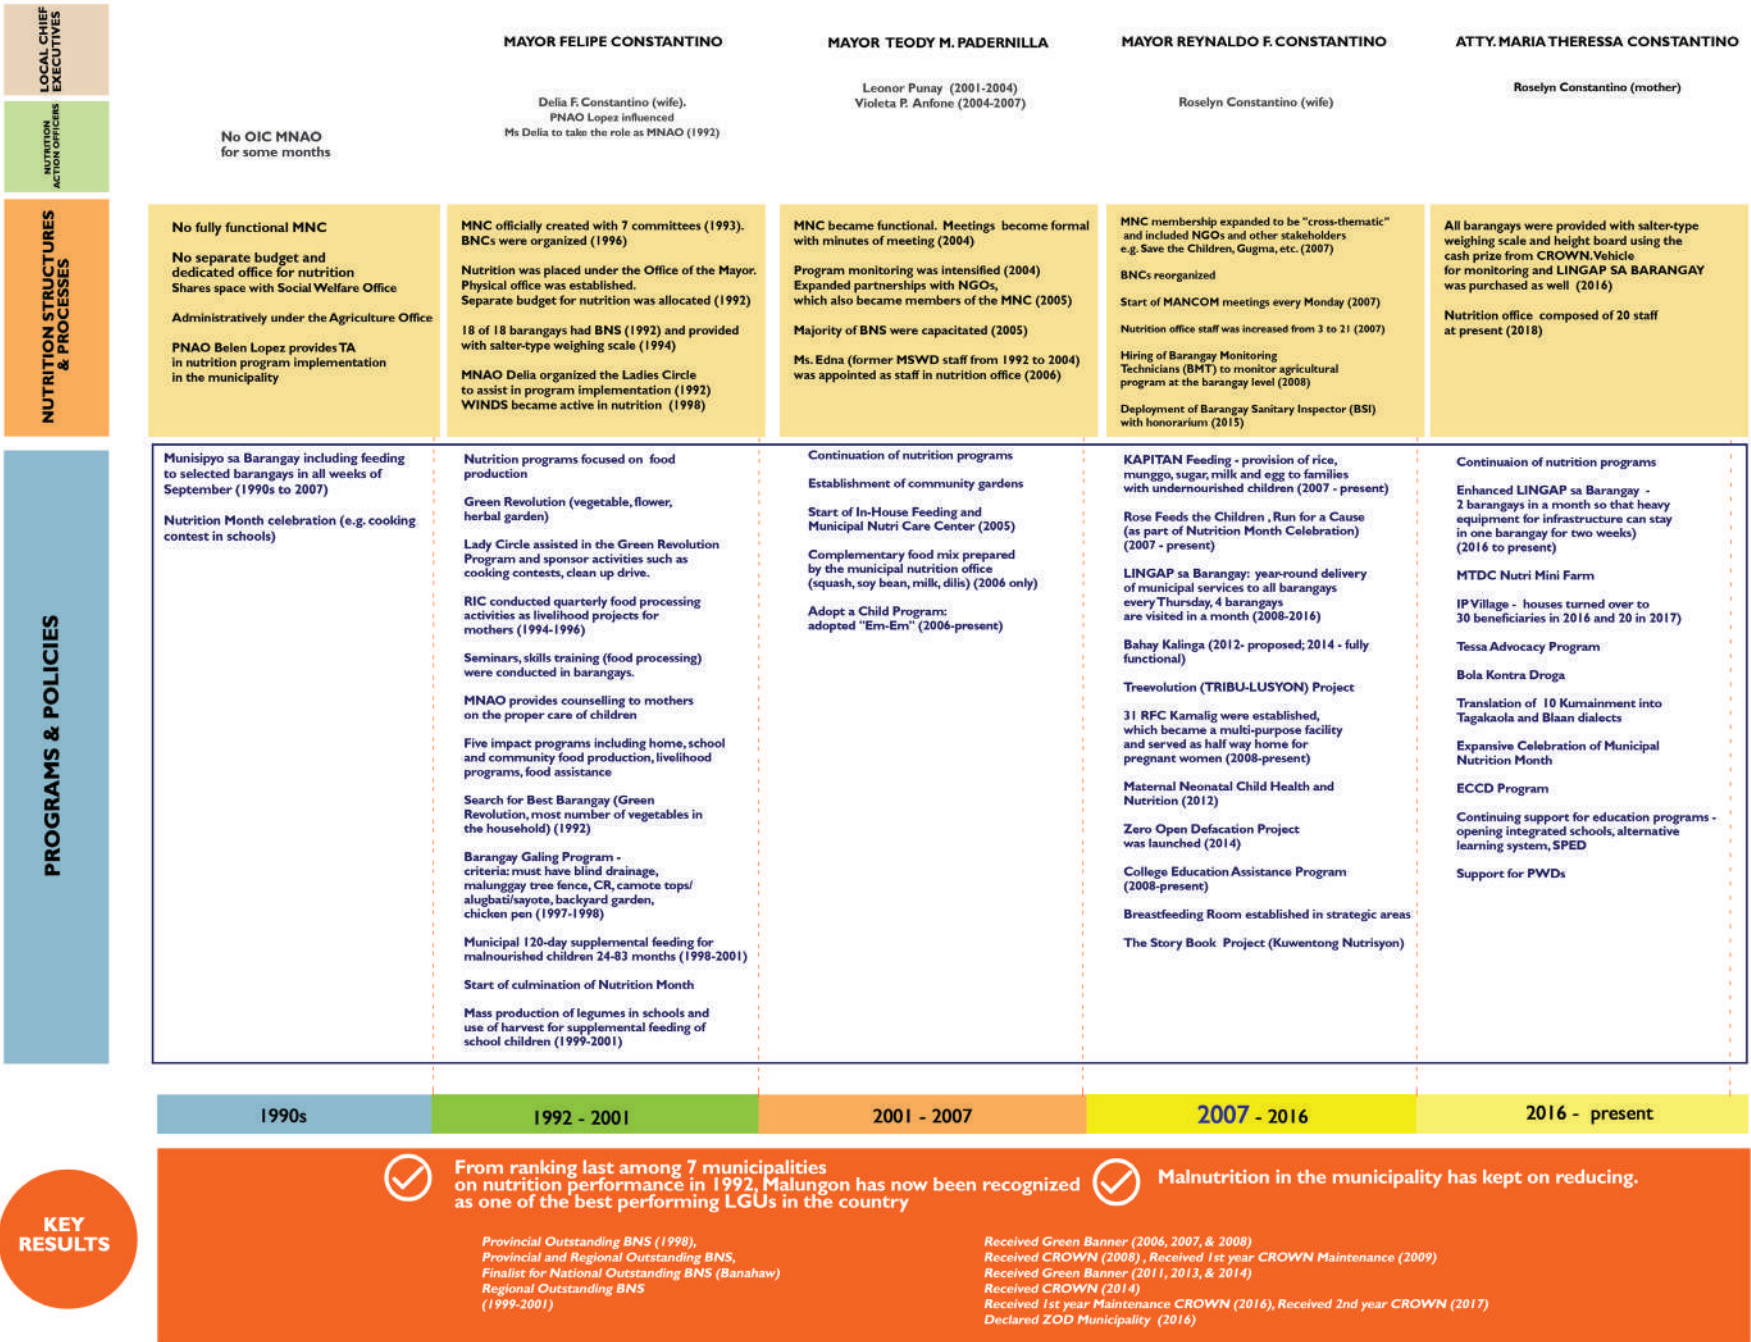 LOCAL CHIEF
EXECUTIVES
MAYOR FELIPE CONSTANTINO
MAYOR TEODY M. PADERNILLA
MAYOR REYNALDO F. CONSTANTINO
ATTY. MARIA THERESSA CONSTANTINO
NUTRITION
ACTION OFFICERS
No OIC MNAO
for some months
Delia F. Constantino (wife).
PNAO Lopez influenced
Ms Delia to take the role as MNAO (1992)
Leonor Punay (2001-2004)
Violeta P. Anfone (2004-2007)
Roselyn Constantino (wife)
Roselyn Constantino (mother)
NUTRITION STRUCTURES
& PROCESSES
No fully functional MNC
No separate budget and
dedicated office for nutrition
Shares space with Social Welfare Office
Administratively under the Agriculture Office
PNAO Belen Lopez provides TA
in nutrition program implementation
in the municipality
MNC officially created with 7 committees (1993).
BNCs were organized (1996)
Nutrition was placed under the Office of the Mayor.
Physical office was established.
Separate budget for nutrition was allocated (1992)
18 of 18 barangays had BNS (1992) and provided
with salter-type weighing scale (1994)
MNAO Delia organized the Ladies Circle
to assist in program implementation (1992)
WINDS became active in nutrition (1998)
MNC became functional. Meetings become formal
with minutes of meeting (2004)
Program monitoring was intensified (2004)
Expanded partnerships with NGOs,
which also became members of the MNC (2005)
Majority of BNS were capacitated (2005)
Ms. Edna (former MSWD staff from 1992 to 2004)
was appointed as staff in nutrition office (2006)
MNC membership expanded to be "cross-thematic"
and included NGOs and other stakeholders
e.g. Save the Children, Gugma, etc. (2007)
BNCs reorganized
Start of MANCOM meetings every Monday (2007)
Nutrition office staff was increased from 3 to 21 (2007)
Hiring of Barangay Monitoring
Technicians (BMT) to monitor agricultural
program at the barangay level (2008)
Deployment of Barangay Sanitary Inspector (BSI)
with honorarium (2015)
All barangays were provided with salter-type
weighing scale and height board using the
cash prize from CROWN. Vehicle
for monitoring and LINGAP SA BARANGAY
was purchased as well (2016)
Nutrition office composed of 20 staff
at present (2018)
PROGRAMS & POLICIES
Munisipyo sa Barangay including feeding
to selected barangays in all weeks of
September (1990s to 2007)
Nutrition Month celebration (e.g. cooking
contest in schools)
Nutrition programs focused on food
production
Green Revolution (vegetable, flower,
herbal garden)
Lady Circle assisted in the Green Revolution
Program and sponsor activities such as
cooking contests, clean up drive.
RIC conducted quarterly food processing
activities as livelihood projects for
mothers (1994-1996)
Seminars, skills training (food processing)
were conducted in barangays.
MNAO provides counselling to mothers
on the proper care of children
Five impact programs including home, school
and community food production, livelihood
programs, food assistance
Search for Best Barangay (Green
Revolution, most number of vegetables in
the household) (1992)
Barangay Galing Program -
criteria: must have blind drainage,
malunggay tree fence, CR, camote tops/
alugbati/sayote, backyard garden,
chicken pen (1997-1998)
Municipal 120-day supplemental feeding for
malnourished children 24-83 months (1998-2001)
Start of culmination of Nutrition Month
Mass production of legumes in schools and
use of harvest for supplemental feeding of
school children (1999-2001)
Continuation of nutrition programs
Establishment of community gardens
Start of In-House Feeding and
Municipal Nutri Care Center (2005)
Complementary food mix prepared
by the municipal nutrition office
(squash, soy bean, milk, dilis) (2006 only)
Adopt a Child Program:
adopted "Em-Em" (2006-present)
KAPITAN Feeding - provision of rice,
munggo, sugar, milk and egg to families
with undernourished children (2007 - present)
Rose Feeds the Children , Run for a Cause
(as part of Nutrition Month Celebration)
(2007 - present)
LINGAP sa Barangay: year-round delivery
of municipal services to all barangays
every Thursday, 4 barangays
are visited in a month (2008-2016)
Bahay Kalinga (2012- proposed; 2014 - fully
functional)
Treevolution (TRIBU-LUSYON) Project
31 RFC Kamalig were established,
which became a multi-purpose facility
and served as half way home for
pregnant women (2008-present)
Maternal Neonatal Child Health and
Nutrition (2012)
Zero Open Defacation Project
was launched (2014)
College Education Assistance Program
(2008-present)
Breastfeeding Room established in strategic areas
The Story Book Project (Kuwentong Nutrisyon)
Continuaion of nutrition programs
Enhanced LINGAP sa Barangay -
2 barangays in a month so that heavy
equipment for infrastructure can stay
in one barangay for two weeks)
(2016 to present)
MTDC Nutri Mini Farm
IP Village - houses turned over to
30 beneficiaries in 2016 and 20 in 2017)
Tessa Advocacy Program
Bola Kontra Droga
Translation of 10 Kumainment into
Tagakaola and Blaan dialects
Expansive Celebration of Municipal
Nutrition Month
ECCD Program
Continuing support for education programs -
opening integrated schools, alternative
learning system, SPED
Support for PWDs
1990s
1992 - 2001
2001 - 2007
2007 - 2016
2016 - present
KEY
RESULTS
From ranking last among 7 municipalities
on nutrition performance in 1992, Malungon has now been recognized
as one of the best performing LGUs in the country
Malnutrition in the municipality has kept on reducing.
Provincial Outstanding BNS (1998),
Provincial and Regional Outstanding BNS,
Finalist for National Outstanding BNS (Banahaw)
Regional Outstanding BNS
(1999-2001)
Received Green Banner (2006, 2007, & 2008)
Received CROWN (2008) , Received 1st year CROWN Maintenance (2009)
Received Green Banner (2011, 2013, & 2014)
Received CROWN (2014)
Received 1st year Maintenance CROWN (2016), Received 2nd year CROWN (2017)
Declared ZOD Municipality (2016)